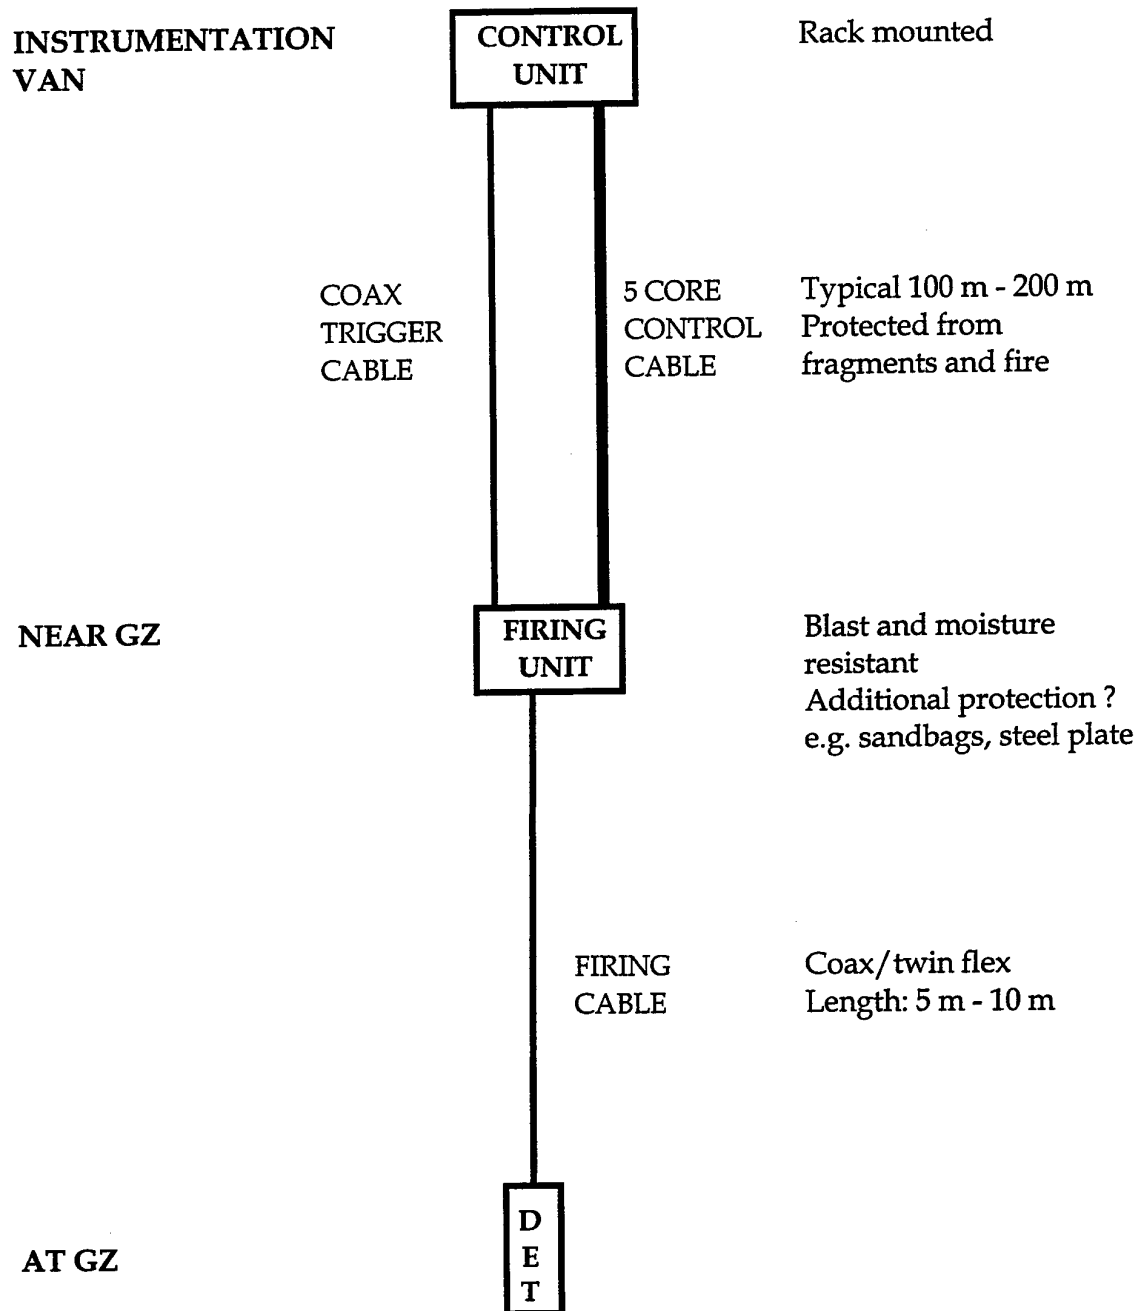 INSTRUMENTATION
VAN
CONTROL
UNIT
Rack mounted
COAX
TRIGGER
CABLE
5 CORE
CONTROL
CABLE
Typical 100 m - 200 m
Protected from
fragments and fire
NEAR GZ
FIRING
UNIT
Blast and moisture
resistant
Additional protection ?
e.g. sandbags, steel plate
FIRING
CABLE
Coax/twin flex
Length: 5 m - 10 m
AT GZ
D
E
T